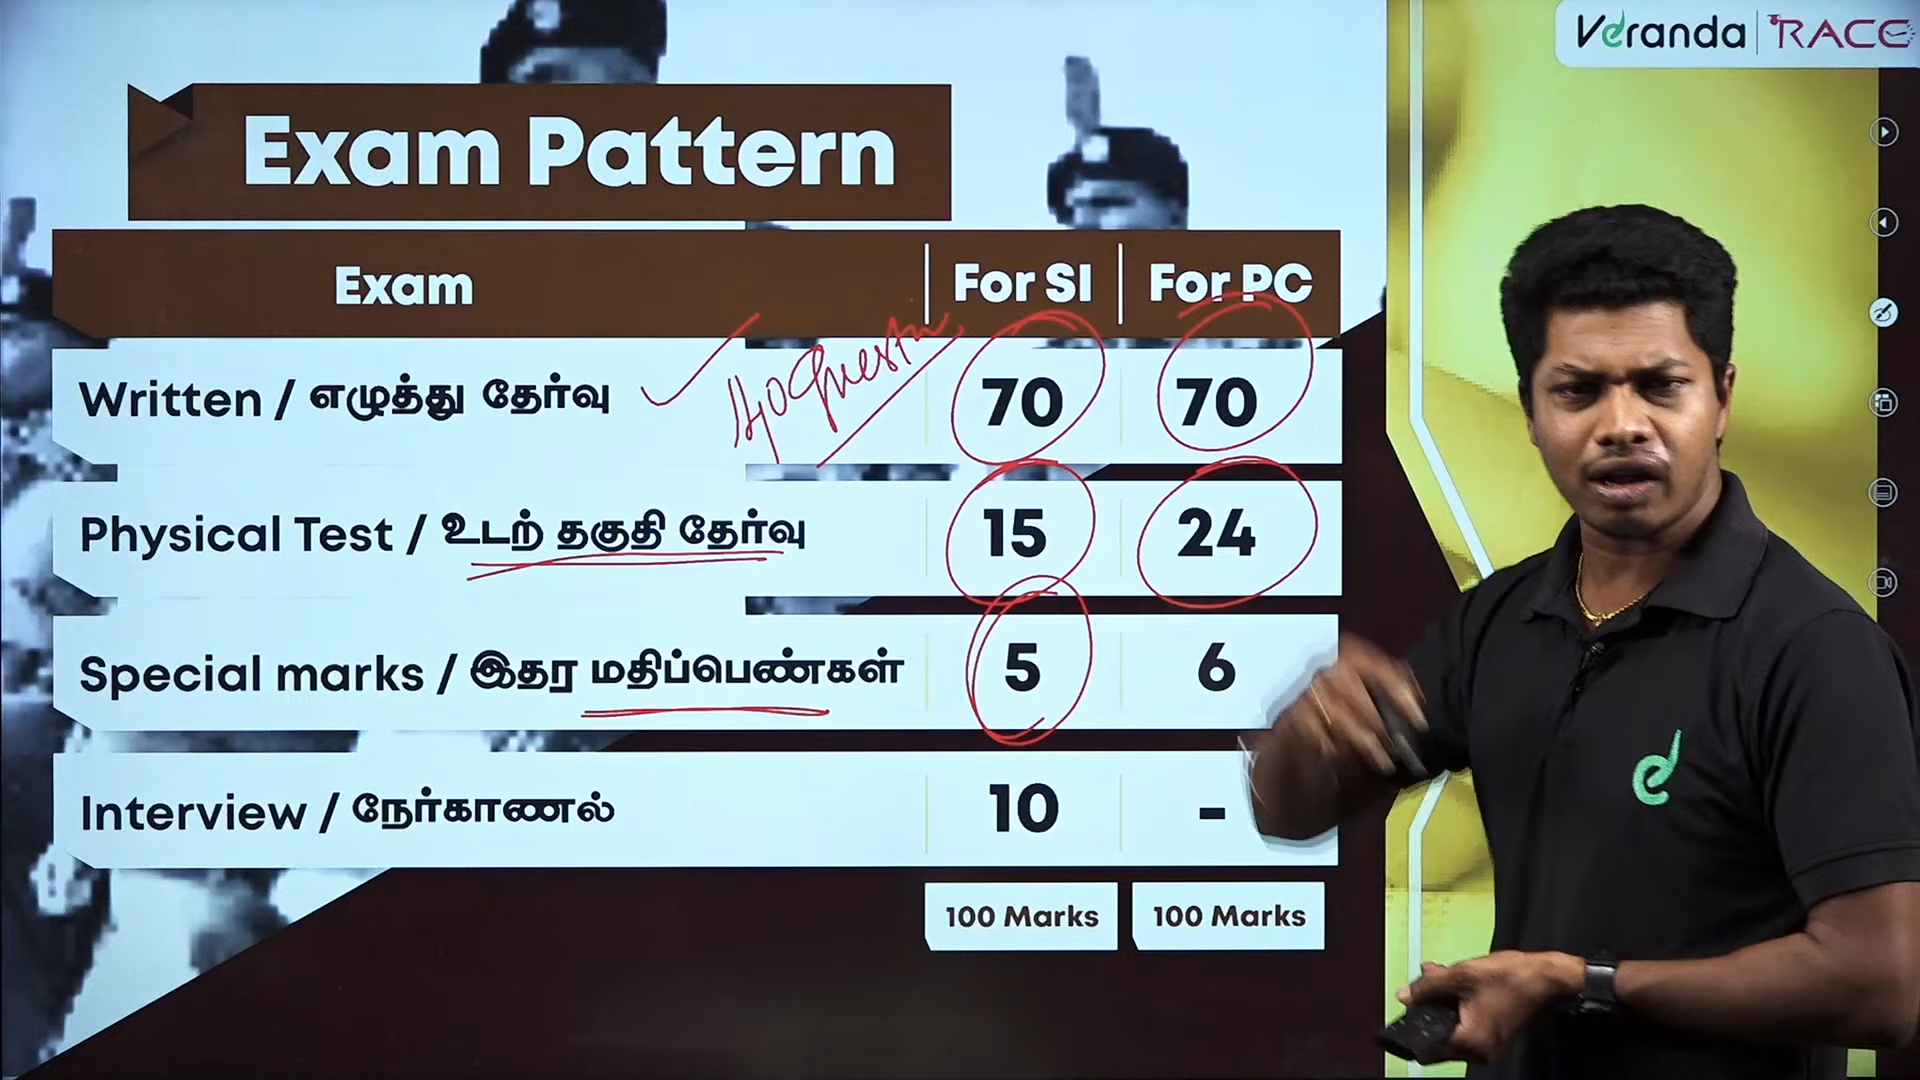 Veranda RACE
Exam Pattern
Exam For SI For PC
Written / எழுத்து தேர்வு 70 70
Physical Test / உடற் தகுதி தேர்வு 15 24
Special marks / இதர மதிப்பெண்கள் 5 6
Interview / நேர்காணல் 10 -
100 Marks 100 Marks